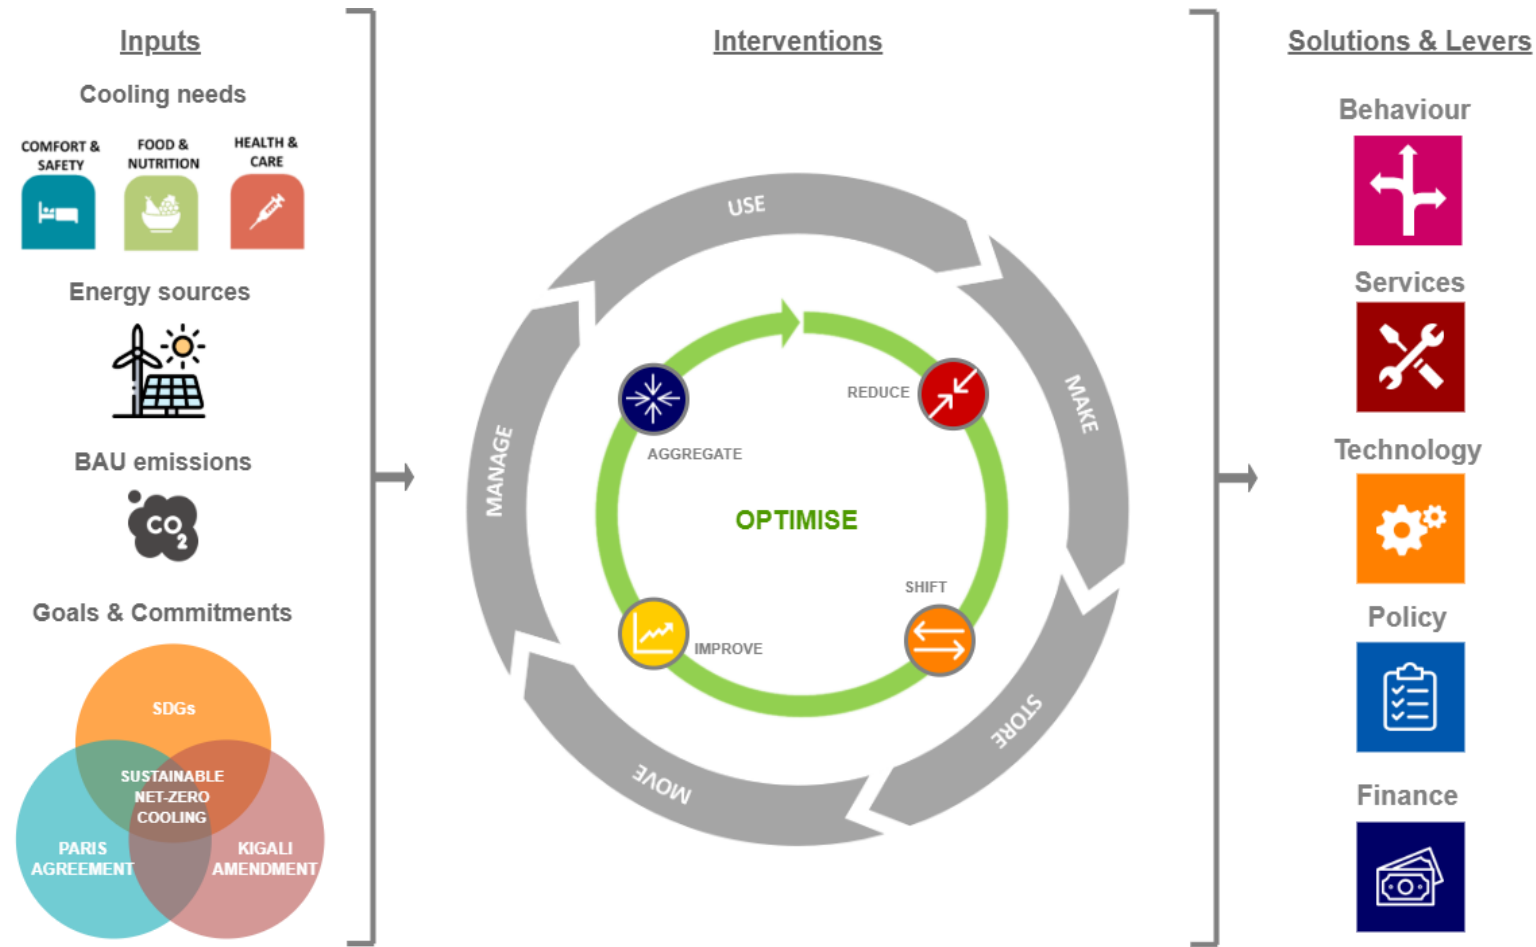 Inputs
Cooling needs
COMFORT &
SAFETY
FOOD &
NUTRITION
HEALTH &
CARE
Energy sources
BAU emissions
CO2
Goals & Commitments
SDGs
SUSTAINABLE
NET-ZERO
COOLING
PARIS
AGREEMENT
KIGALI
AMENDMENT
Interventions
USE
MAKE
STORE
MOVE
MANAGE
REDUCE
SHIFT
IMPROVE
AGGREGATE
OPTIMISE
Solutions & Levers
Behaviour
Services
Technology
Policy
Finance